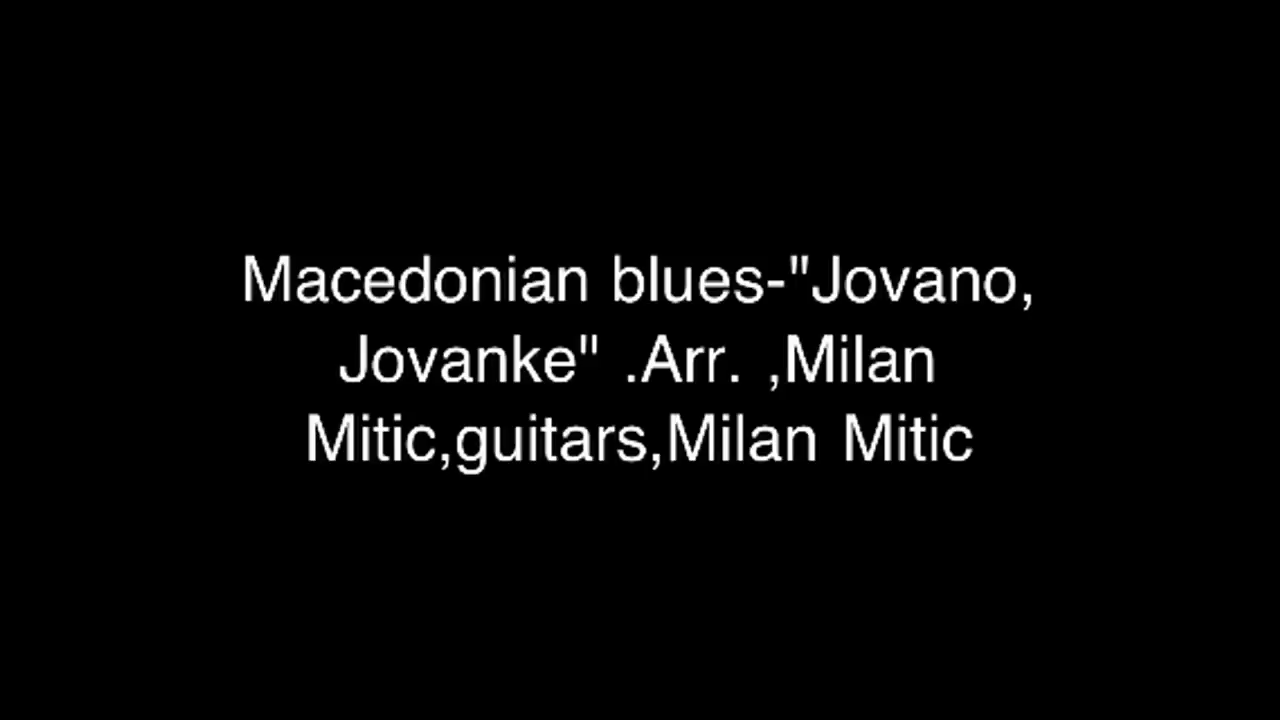 Macedonian blues-"Jovano,
Jovanke" .Arr. ,Milan
Mitic,guitars,Milan Mitic